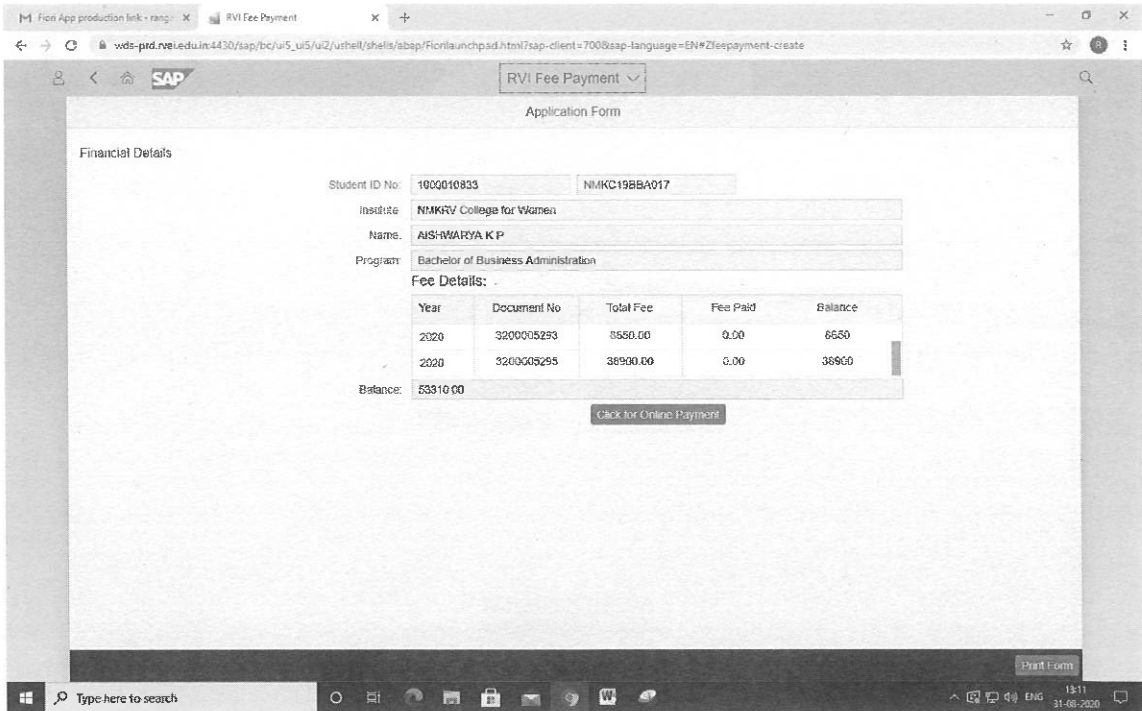 Fiori App production link - rang
RVI Fee Payment
wds-prd.rvei.edu.in:4430/sap/bc/ui5_ui5/ui2/ushell/shells/abap/Fiorilaunchpad.html?sap-client=700&sap-language=EN#Zfeepayment-create
R
SAP
RVI Fee Payment
Application Form
Financial Details
Student ID No: 1000010833 NMKC19BBA017
Institute NMKRV College for Women
Name. AISHWARYA K P
Program Bachelor of Business Administration
Fee Details:
Year Document No Total Fee Fee Paid Balance
2020 3200005293 0.00
2020 3200005295 38900.00 0.00 38900
Balance: 53310.00
Click for Online Payment
Print Form
Type here to search
ENG
13:11
31-08-2020